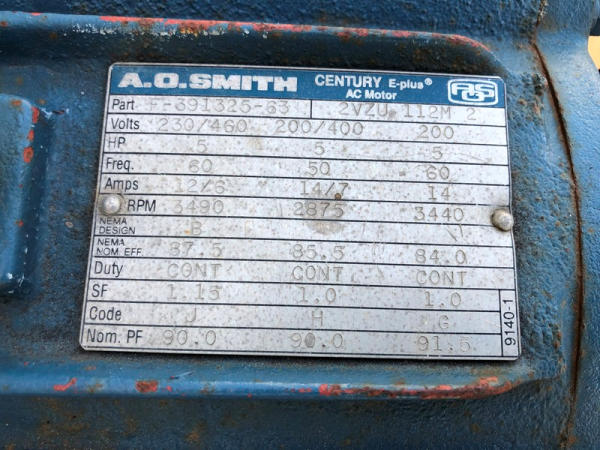 A.O.SMITH CENTURY E-plus® AOS
AC Motor
Part F-391325-63 2VZU 112M 2
Volts 230/460 200/400 200
HP 5 5 5
Freq. 60 50 60
Amps 12/6 14/7 14
RPM 3490 2875 3440
NEMA DESIGN B
NEMA NOM. EFF. 87.5 85.5 84.0
Duty CONT CONT CONT
SF 1.15 1.0 1.0
Code J H G
Nom. PF 90.0 90.0 91.5
9140-1